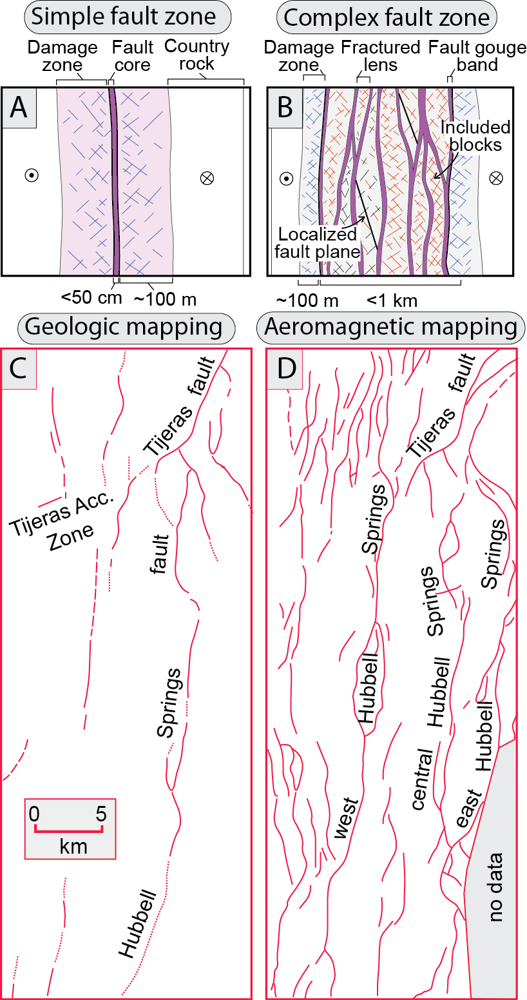 Simple fault zone
Complex fault zone
Damage
zone
Fault
core
Country
rock
Damage
zone
Fractured
lens
Fault gouge
band
A
B
Included
blocks
Localized
fault plane
<50 cm
~100 m
~100 m
<1 km
Geologic mapping
Aeromagnetic mapping
C
D
Tijeras fault
Tijeras Acc.
Zone
Hubbell Springs fault
0 5
km
Tijeras fault
west Hubbell Springs
central Hubbell Springs
east Hubbell Springs
no data